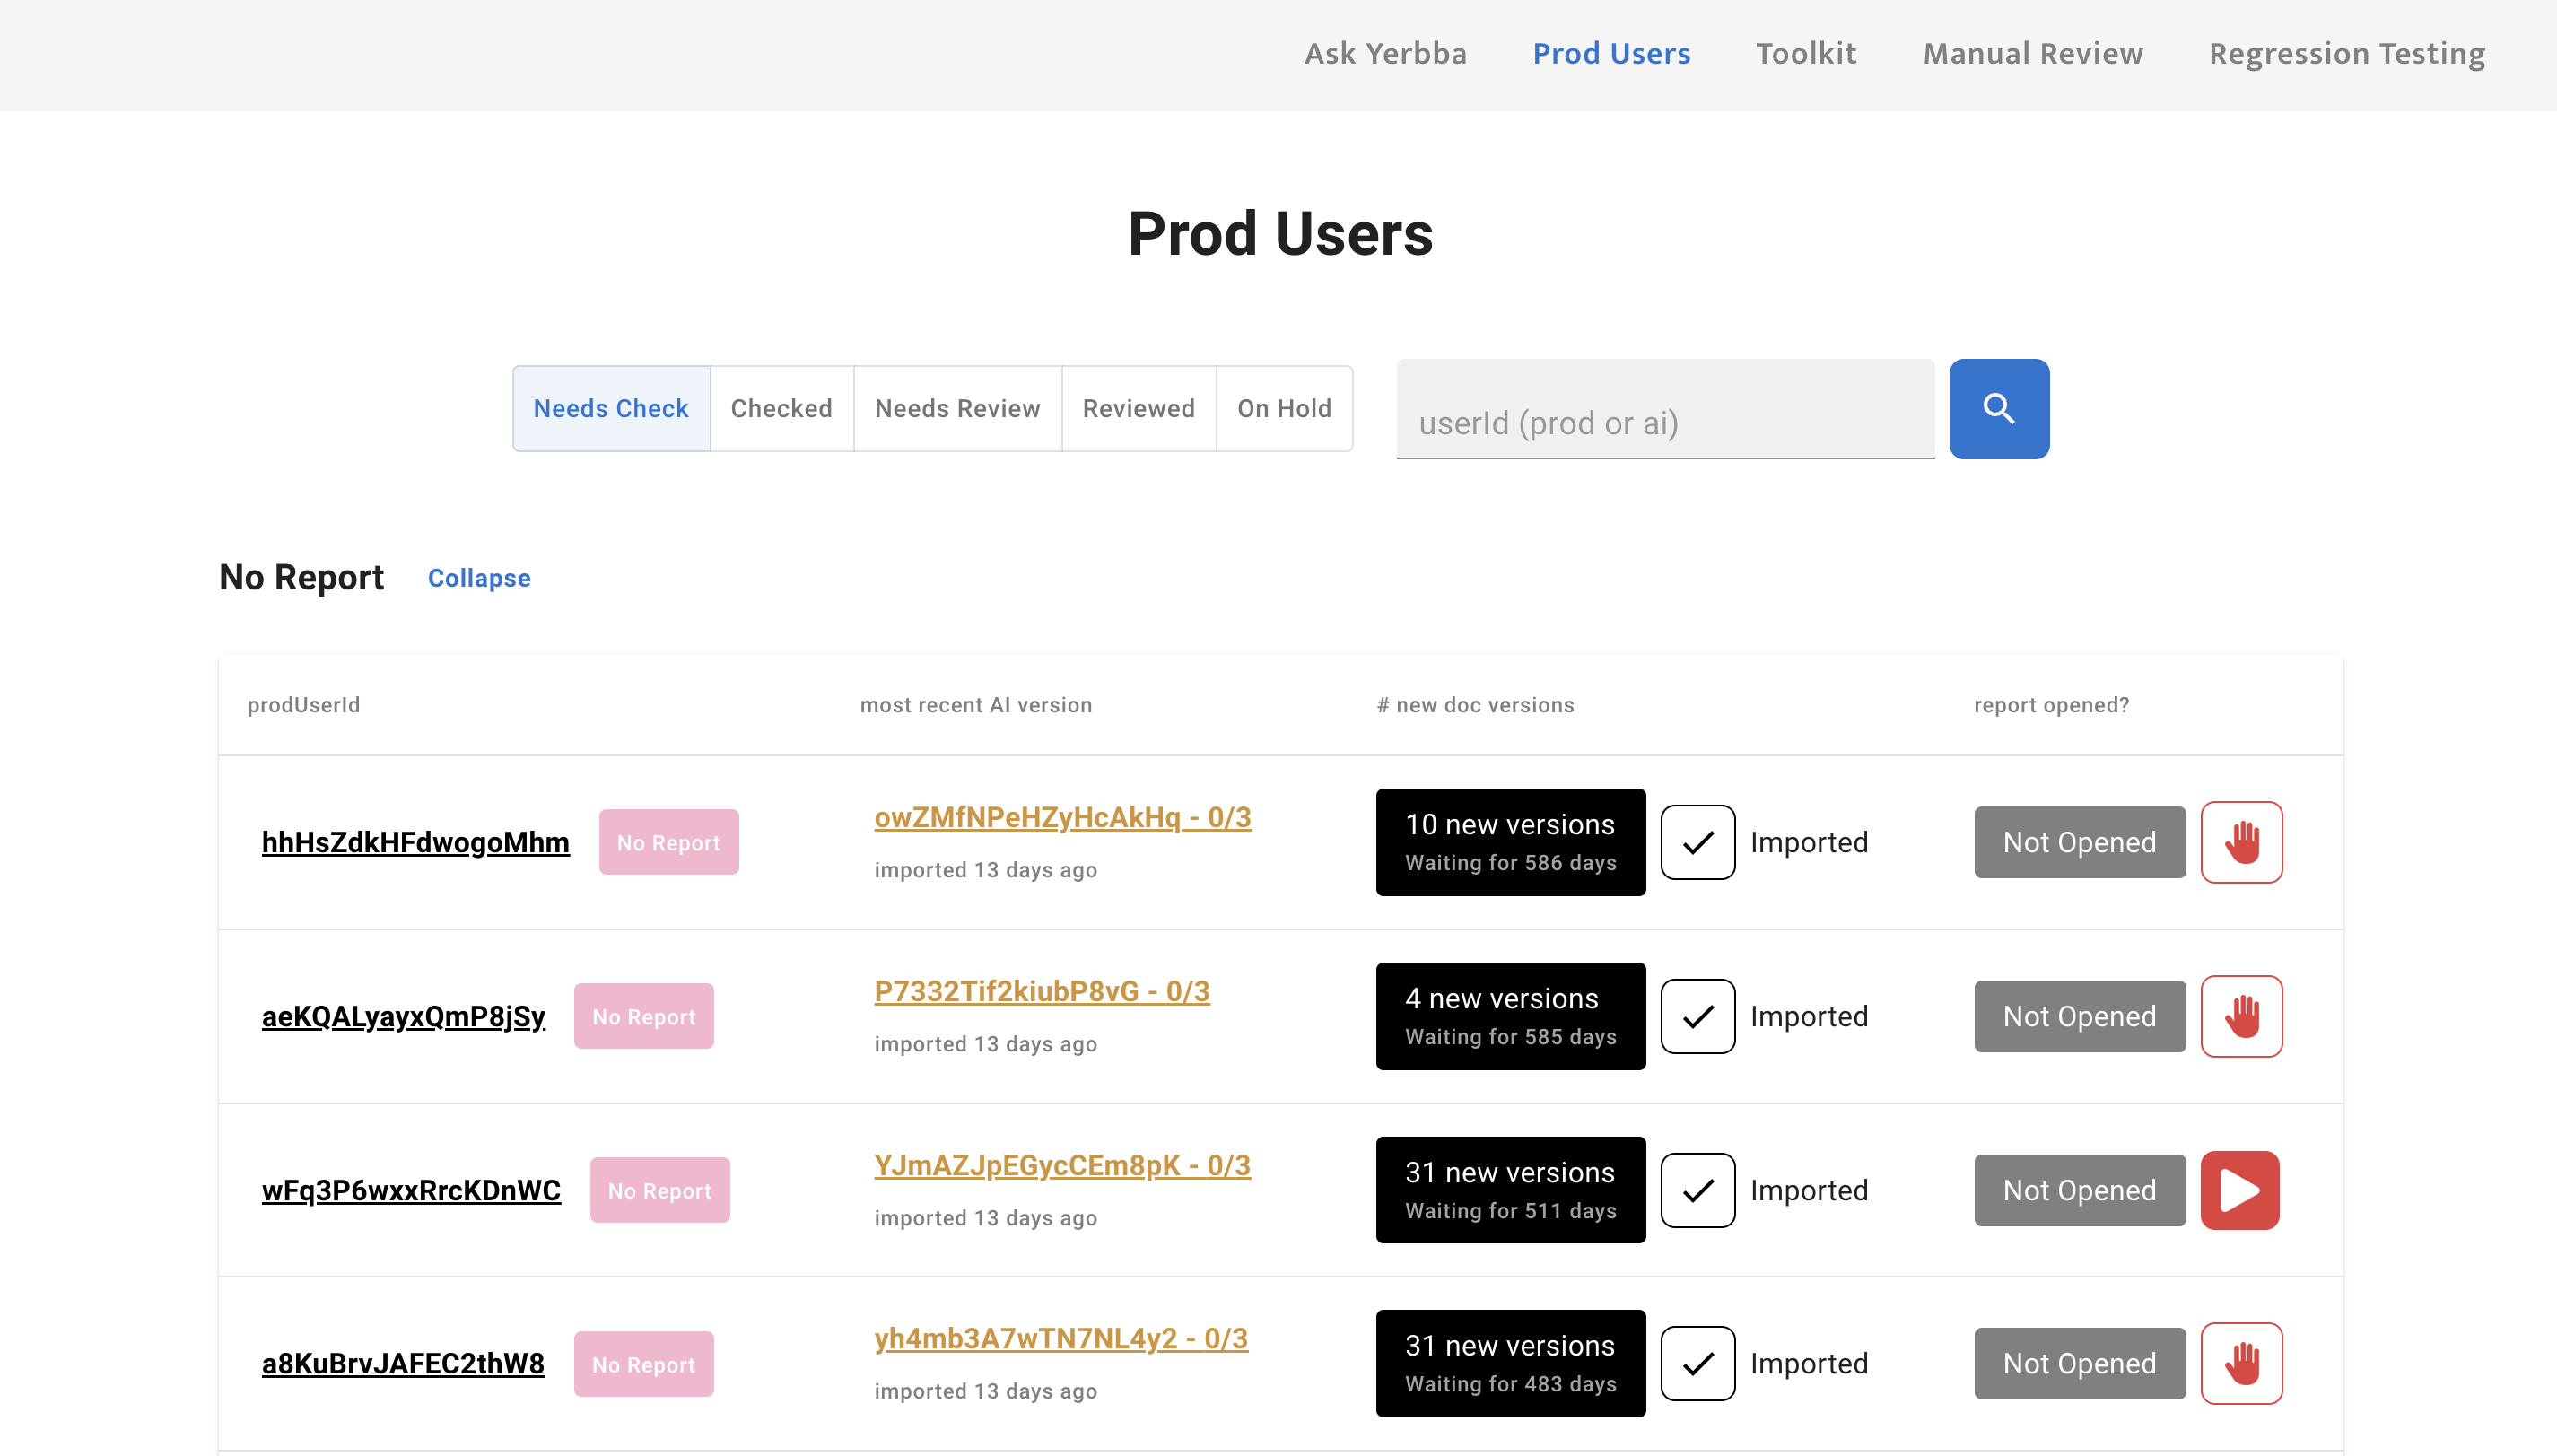 Ask Yerbba Prod Users Toolkit Manual Review Regression Testing
Prod Users
Needs Check Checked Needs Review Reviewed On Hold userId (prod or ai)
No Report Collapse
prodUserId most recent AI version # new doc versions report opened?
hhHsZdkHFdwogoMhm No Report owZMfNPeHZyHcAkHq - 0/3 10 new versions Imported Not Opened
imported 13 days ago Waiting for 586 days
aeKQALyayxQmP8jSy No Report P7332Tif2kiubP8vG - 0/3 4 new versions Imported Not Opened
imported 13 days ago Waiting for 585 days
wFq3P6wxxRrcKDnWC No Report YJmAZJpEGycCEm8pK - 0/3 31 new versions Imported Not Opened
imported 13 days ago Waiting for 511 days
a8KuBrvJAFEC2thW8 No Report yh4mb3A7wTN7NL4y2 - 0/3 31 new versions Imported Not Opened
imported 13 days ago Waiting for 483 days